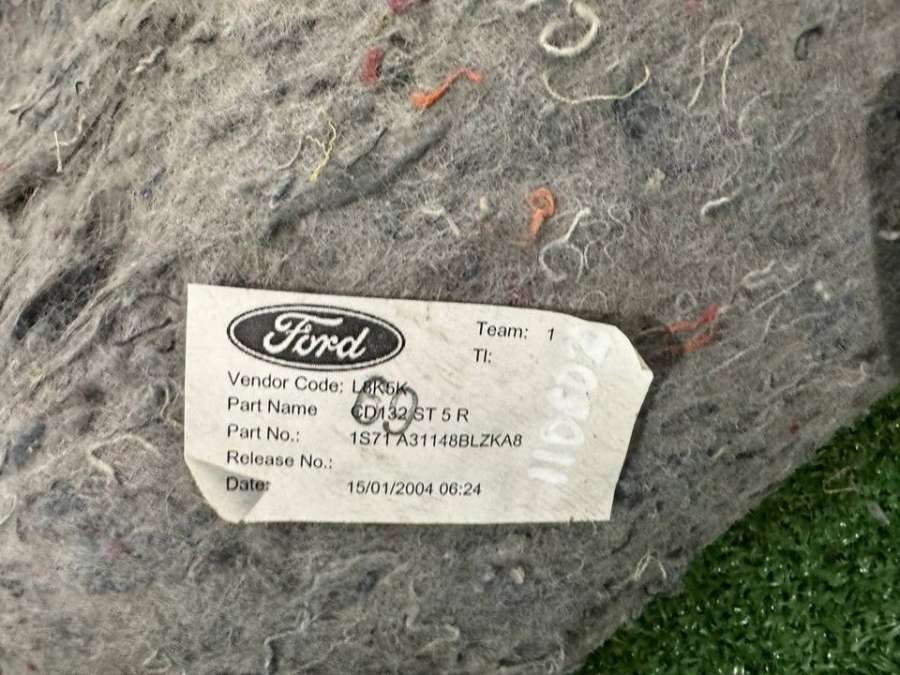 Ford
Team: 1
TI:
Vendor Code: L8K5K
Part Name CD132 ST 5 R
Part No.: 1S71 A31148BLZKA8
Release No.:
Date: 15/01/2004 06:24
69